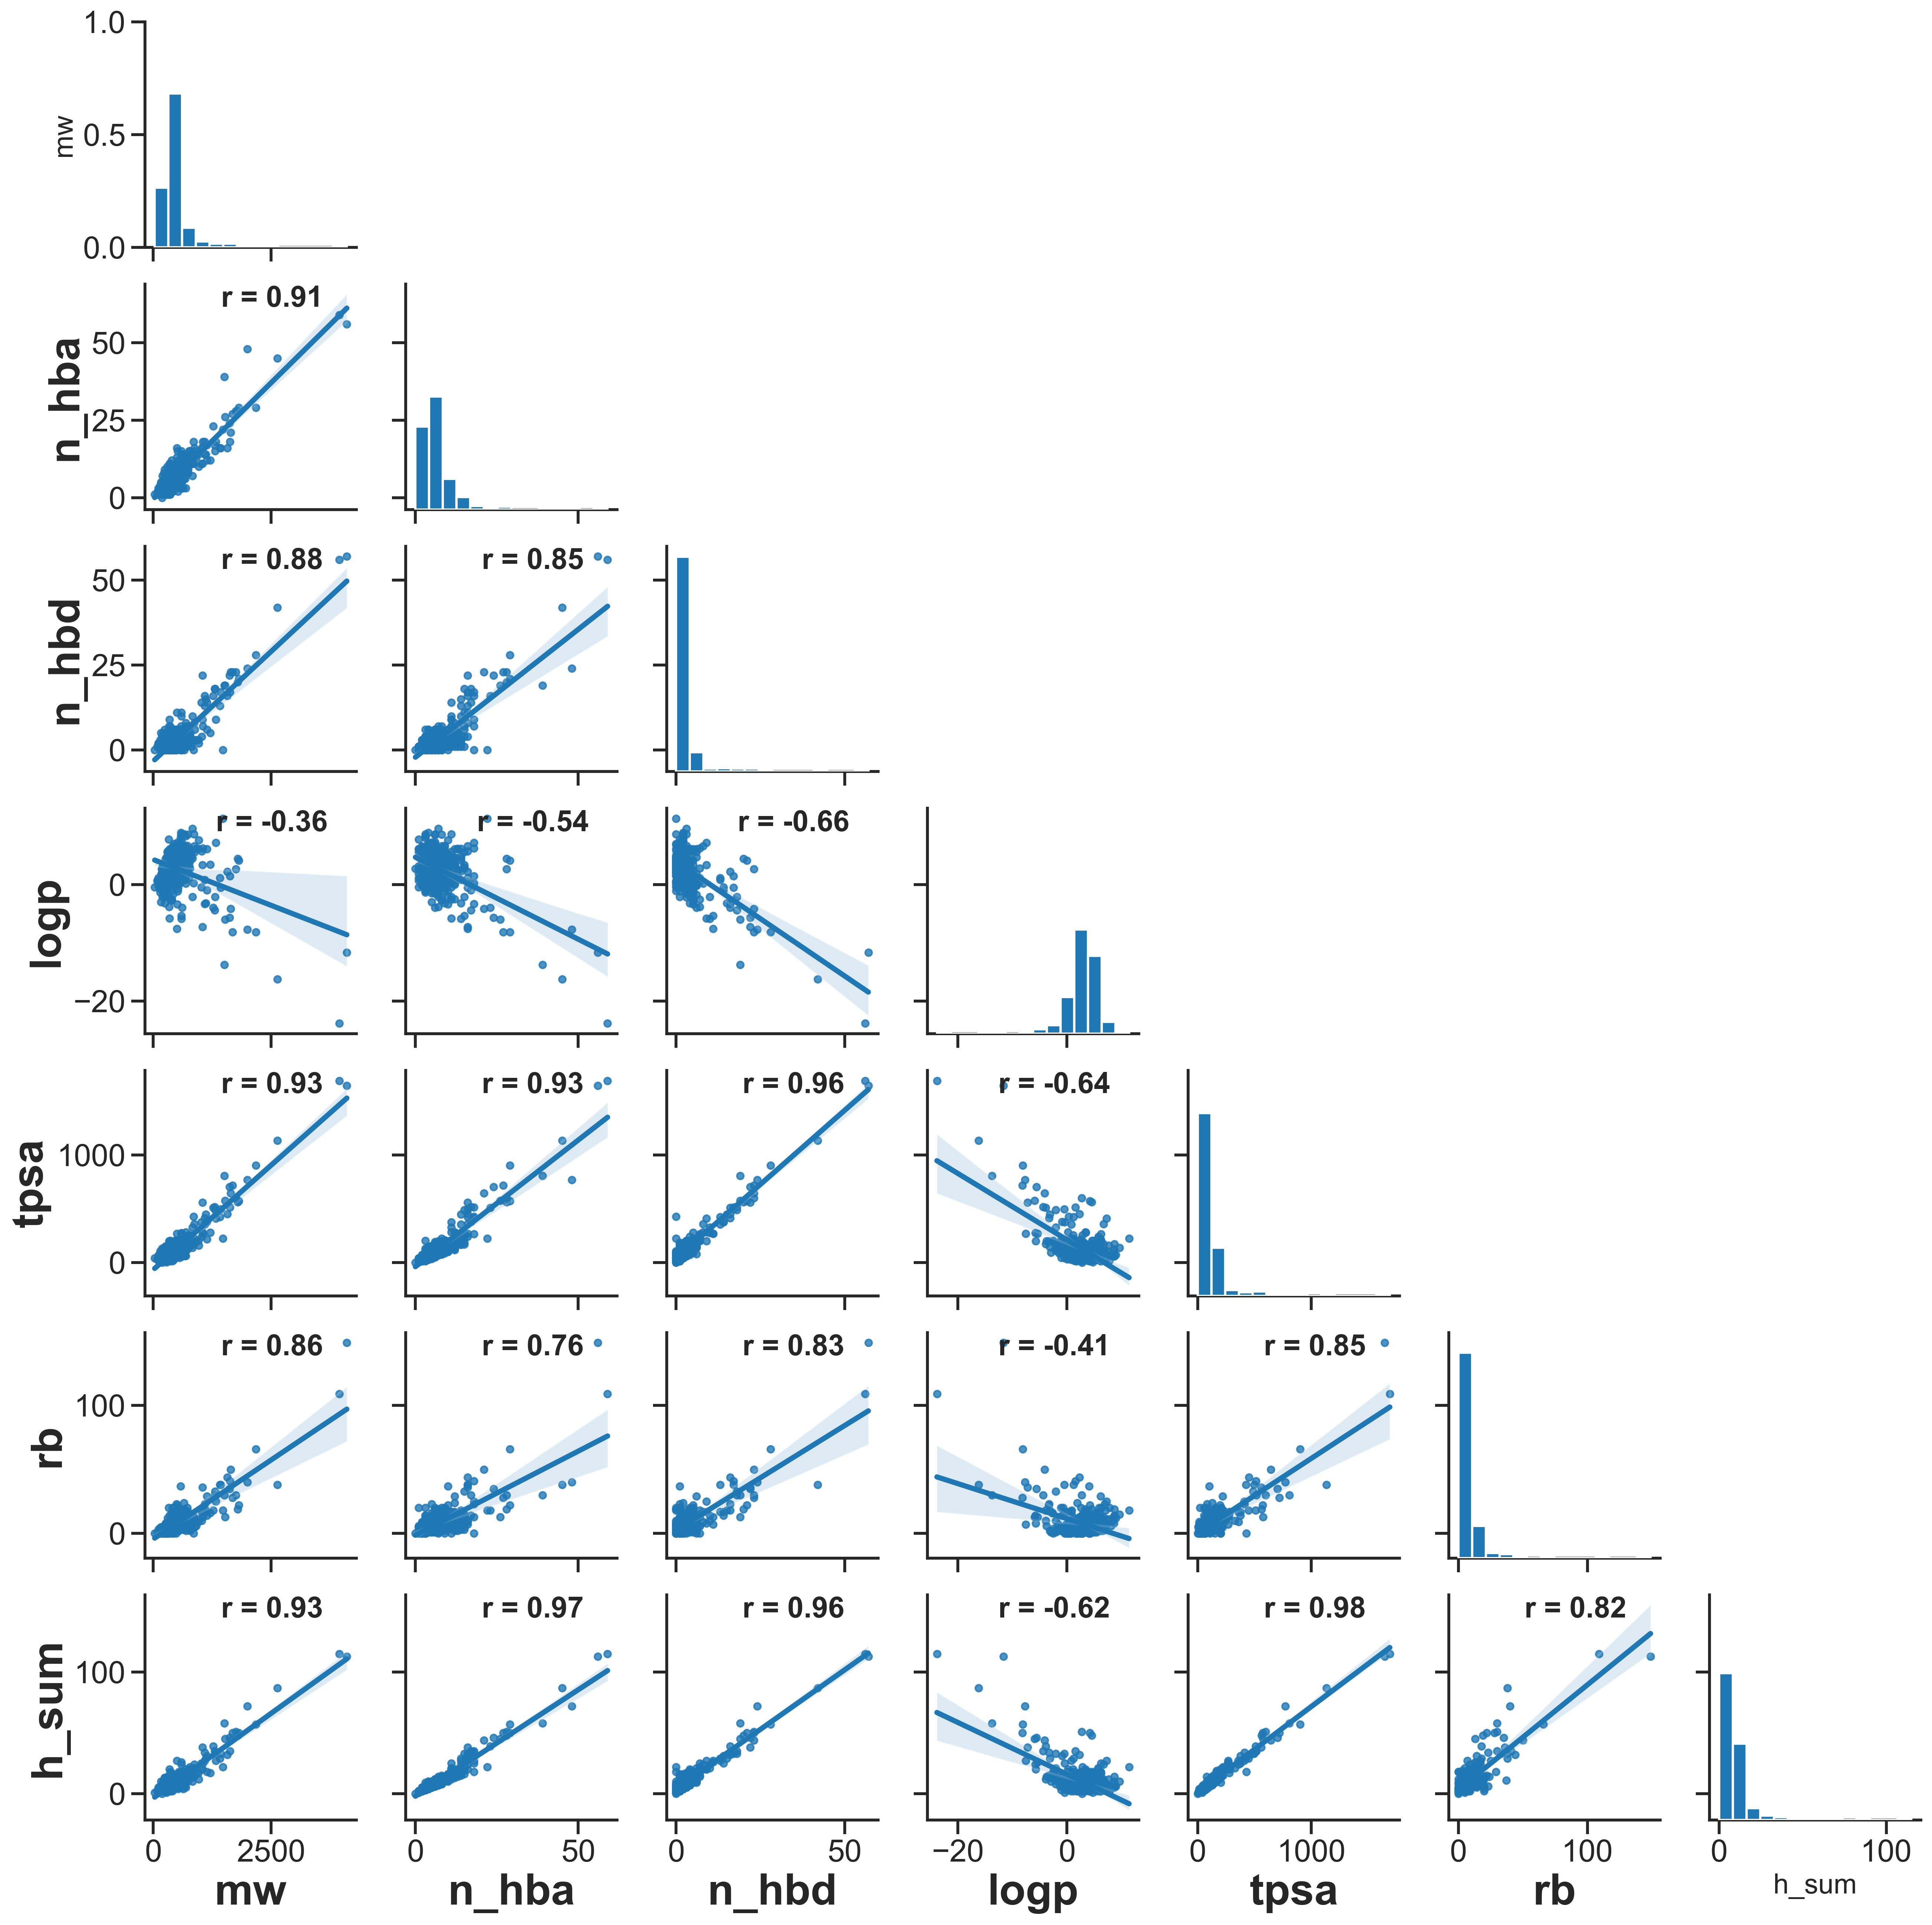 1.0
mw
0.5
0.0
r = 0.91
n_hba
50
25
0
r = 0.88
r = 0.85
n_hbd
50
25
0
r = -0.36
r = -0.54
r = -0.66
logp
0
−20
r = 0.93
r = 0.93
r = 0.96
r = -0.64
tpsa
1000
0
r = 0.86
r = 0.76
r = 0.83
r = -0.41
r = 0.85
rb
100
0
r = 0.93
r = 0.97
r = 0.96
r = -0.62
r = 0.98
r = 0.82
h_sum
100
0
0 2500 0 50 0 50 −20 0 0 1000 0 100 0 100
mw n_hba n_hbd logp tpsa rb h_sum